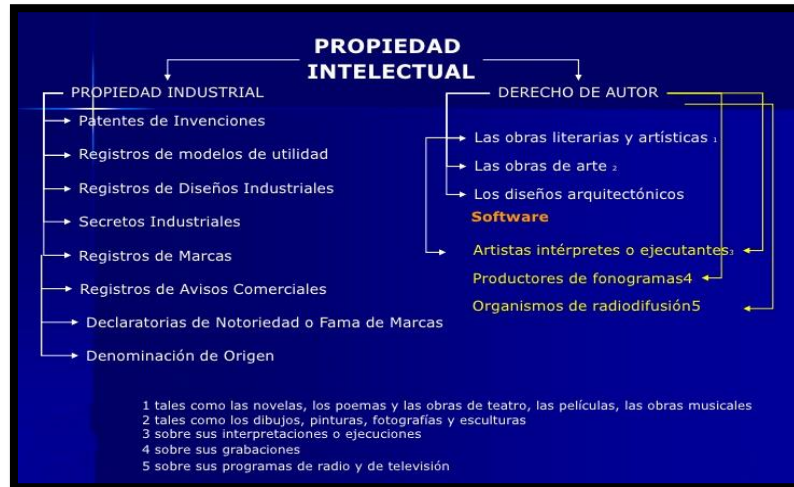 PROPIEDAD
INTELECTUAL
PROPIEDAD INDUSTRIAL
Patentes de Invenciones
Registros de modelos de utilidad
Registros de Diseños Industriales
Secretos Industriales
Registros de Marcas
Registros de Avisos Comerciales
Declaratorias de Notoriedad o Fama de Marcas
Denominación de Origen
DERECHO DE AUTOR
Las obras literarias y artísticas 1
Las obras de arte 2
Los diseños arquitectónicos
Software
Artistas intérpretes o ejecutantes3
Productores de fonogramas4
Organismos de radiodifusión5
1 tales como las novelas, los poemas y las obras de teatro, las películas, las obras musicales
2 tales como los dibujos, pinturas, fotografías y esculturas
3 sobre sus interpretaciones o ejecuciones
4 sobre sus grabaciones
5 sobre sus programas de radio y de televisión